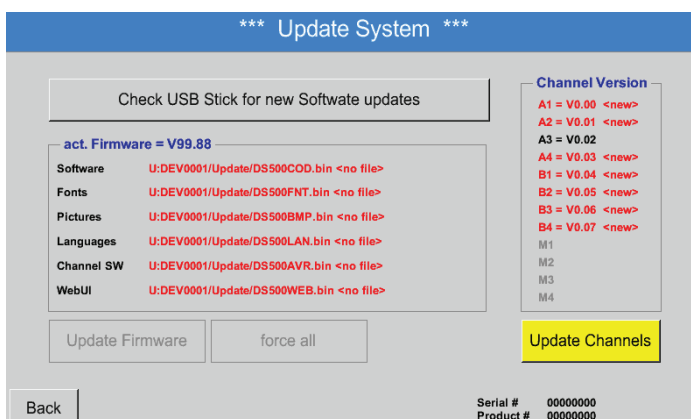 *** Update System ***
Check USB Stick for new Softwate updates
act. Firmware = V99.88
Software U:DEV0001/Update/DS500COD.bin <no file>
Fonts U:DEV0001/Update/DS500FNT.bin <no file>
Pictures U:DEV0001/Update/DS500BMP.bin <no file>
Languages U:DEV0001/Update/DS500LAN.bin <no file>
Channel SW U:DEV0001/Update/DS500AVR.bin <no file>
WebUI U:DEV0001/Update/DS500WEB.bin <no file>
Update Firmware
force all
Channel Version
A1 = V0.00 <new>
A2 = V0.01 <new>
A3 = V0.02
A4 = V0.03 <new>
B1 = V0.04 <new>
B2 = V0.05 <new>
B3 = V0.06 <new>
B4 = V0.07 <new>
M1
M2
M3
M4
Update Channels
Back
Serial # 00000000
Product # 00000000